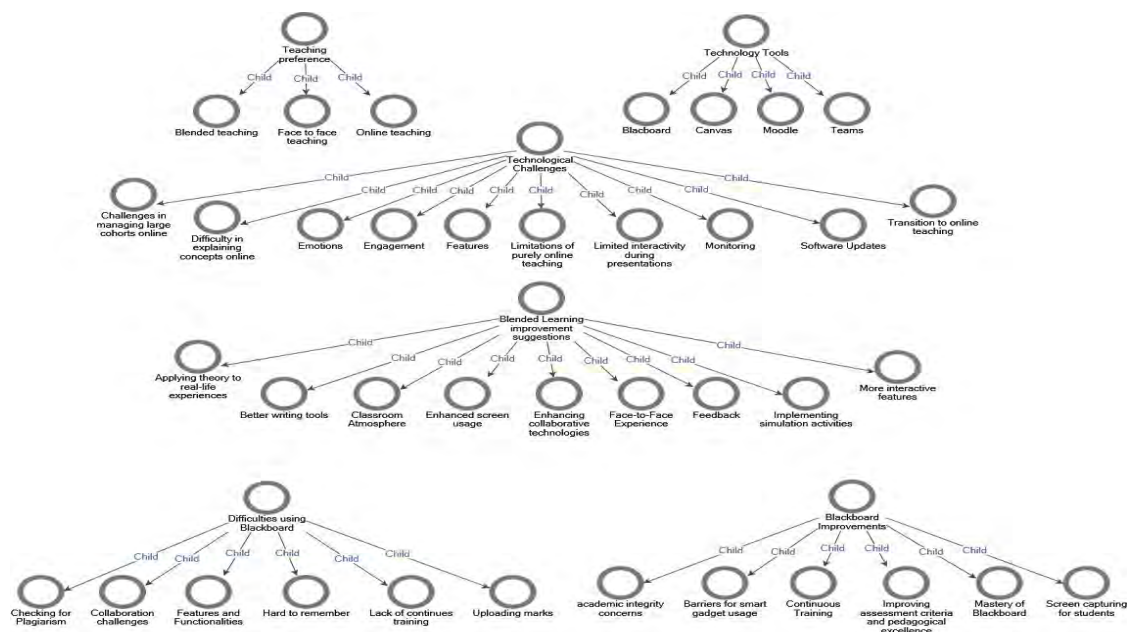 Teaching
preference
Child
Child
Child
Blended teaching
Face to face
teaching
Online teaching
Technology Tools
Child
Child
Child
Child
Blacboard
Canvas
Moodle
Teams
Technological
Challenges
Child
Child
Child
Child
Child
Child
Child
Child
Child
Child
Challenges in
managing large
cohorts online
Difficulty in
explaining
concepts online
Emotions
Engagement
Features
Limitations of
purely online
teaching
Limited interactivity
during
presentations
Monitoring
Software Updates
Transition to online
teaching
Blended Learning
improvement
suggestions
Child
Child
Child
Child
Child
Child
Child
Child
Child
Applying theory to
real-life
experiences
Better writing tools
Classroom
Atmosphere
Enhanced screen
usage
Enhancing
collaborative
technologies
Face-to-Face
Experience
Feedback
Implementing
simulation activities
More interactive
features
Difficulties using
Blackboard
Child
Child
Child
Child
Child
Child
Checking for
Plagiarism
Collaboration
challenges
Features and
Functionalities
Hard to remember
Lack of continues
training
Uploading marks
Blackboard
Improvements
Child
Child
Child
Child
Child
Child
academic integrity
concerns
Barriers for smart
gadget usage
Continuous
Training
Improving
assessment criteria
and pedagogical
excellence
Mastery of
Blackboard
Screen capturing
for students